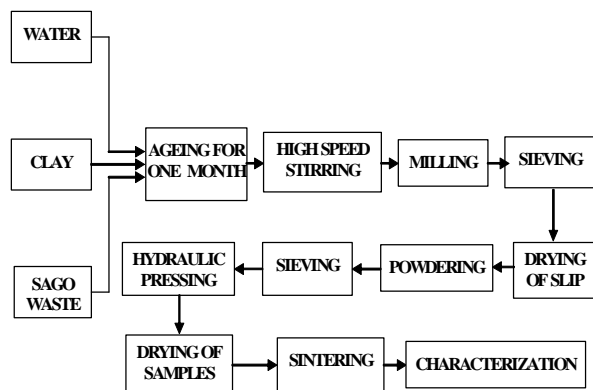 WATER
CLAY
SAGO
WASTE
AGEING FOR
ONE MONTH
HIGH SPEED
STIRRING
MILLING
SIEVING
DRYING
OF SLIP
POWDERING
SIEVING
HYDRAULIC
PRESSING
DRYING OF
SAMPLES
SINTERING
CHARACTERIZATION